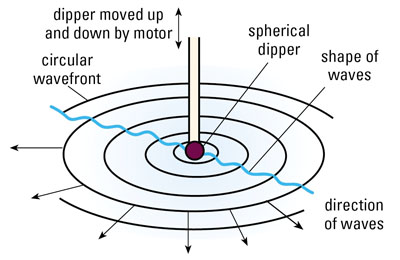 dipper moved up
and down by motor
spherical
dipper
circular
wavefront
shape of
waves
direction
of waves